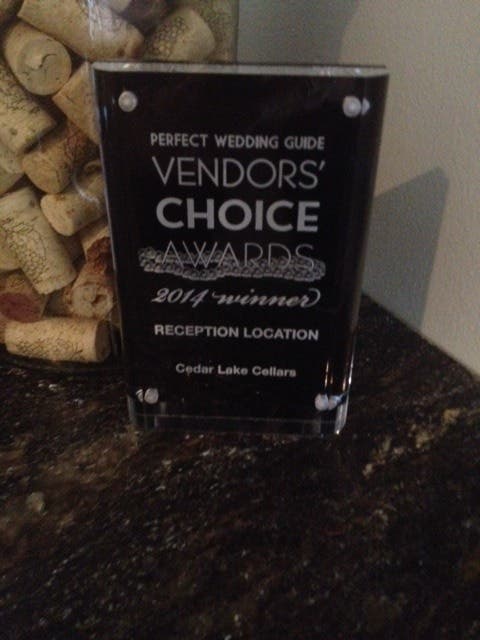 PERFECT WEDDING GUIDE
VENDORS'
CHOICE
AWARDS
2014 winner
RECEPTION LOCATION
Cedar Lake Cellars